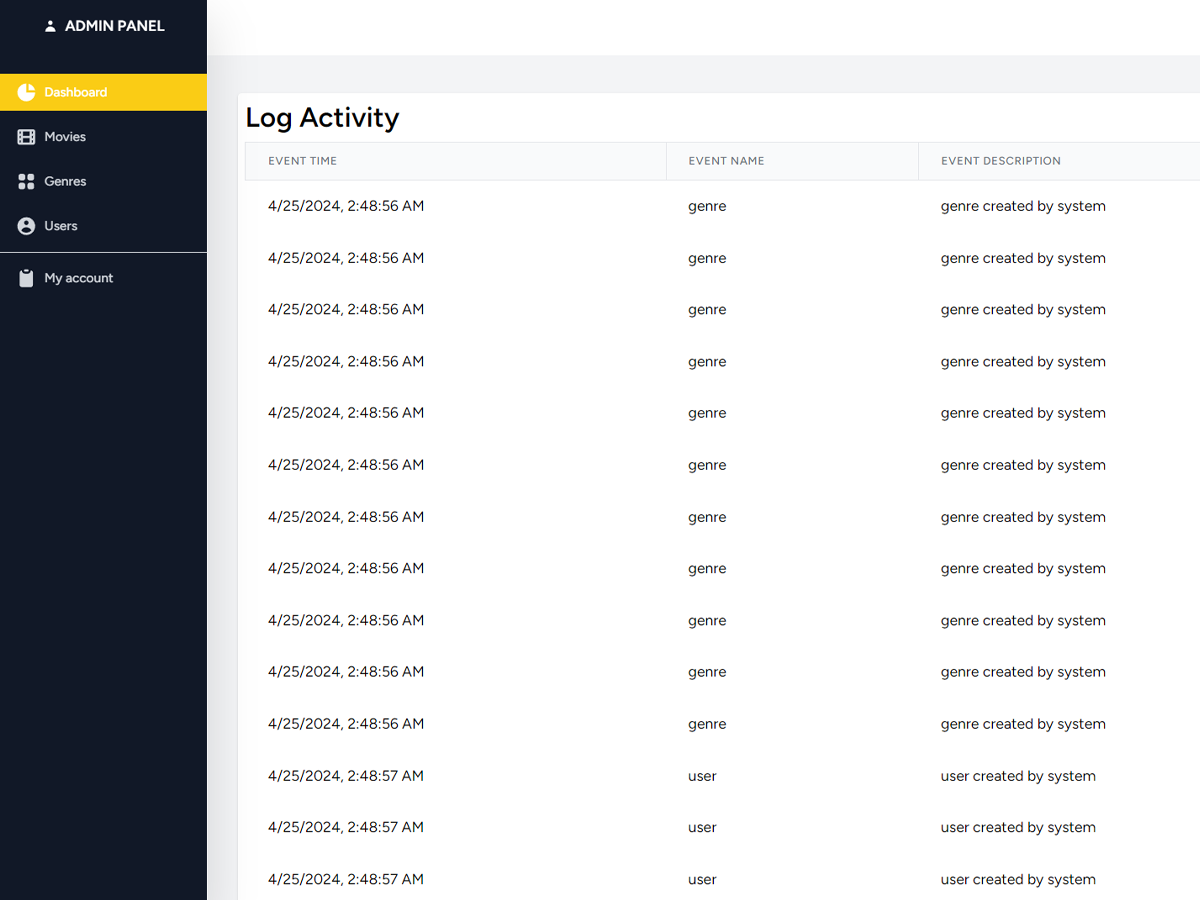 ADMIN PANEL
Dashboard
Movies
Genres
Users
My account
Log Activity
EVENT TIME EVENT NAME EVENT DESCRIPTION
4/25/2024, 2:48:56 AM genre genre created by system
4/25/2024, 2:48:56 AM genre genre created by system
4/25/2024, 2:48:56 AM genre genre created by system
4/25/2024, 2:48:56 AM genre genre created by system
4/25/2024, 2:48:56 AM genre genre created by system
4/25/2024, 2:48:56 AM genre genre created by system
4/25/2024, 2:48:56 AM genre genre created by system
4/25/2024, 2:48:56 AM genre genre created by system
4/25/2024, 2:48:56 AM genre genre created by system
4/25/2024, 2:48:56 AM genre genre created by system
4/25/2024, 2:48:56 AM genre genre created by system
4/25/2024, 2:48:57 AM user user created by system
4/25/2024, 2:48:57 AM user user created by system
4/25/2024, 2:48:57 AM user user created by system